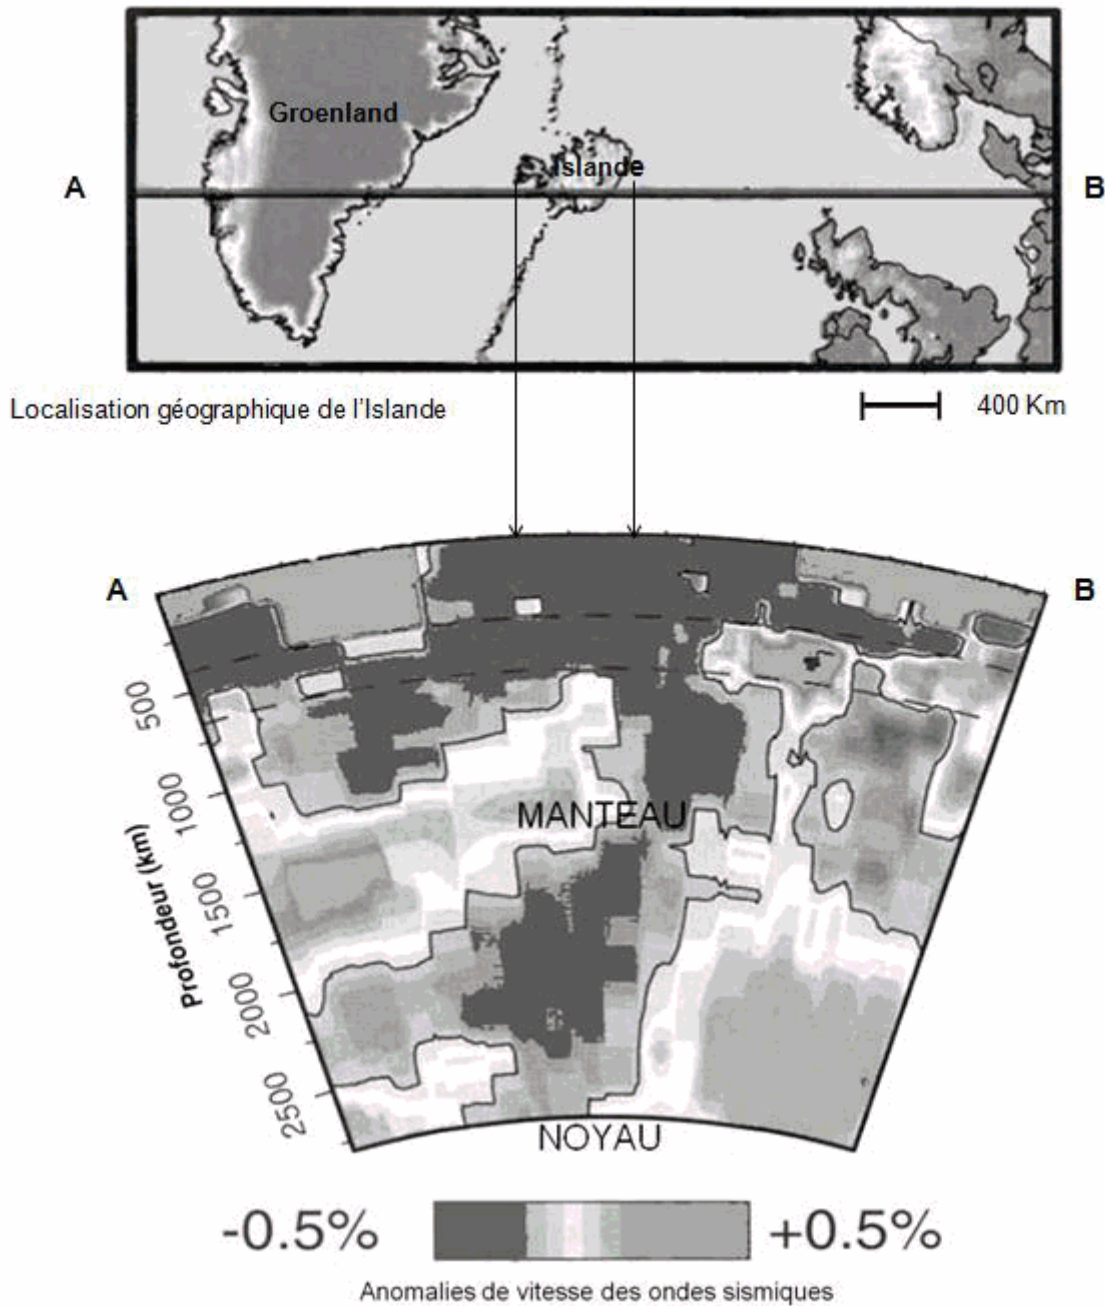 Groenland
Islande
A
B
Localisation géographique de l'Islande
400 Km
A
B
500
1000
1500
2000
2500
Profondeur (km)
MANTEAU
NOYAU
-0.5%
+0.5%
Anomalies de vitesse des ondes sismiques